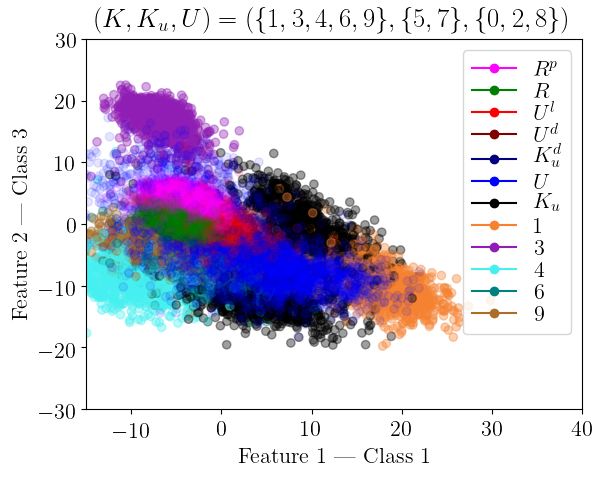 (K, K_u, U) = ({1, 3, 4, 6, 9}, {5, 7}, {0, 2, 8})
30
20
10
0
−10
−20
−30
Feature 2 — Class 3
R^p
R
U^l
U^d
K_u^d
U
K_u
1
3
4
6
9
−10
0
10
20
30
40
Feature 1 — Class 1